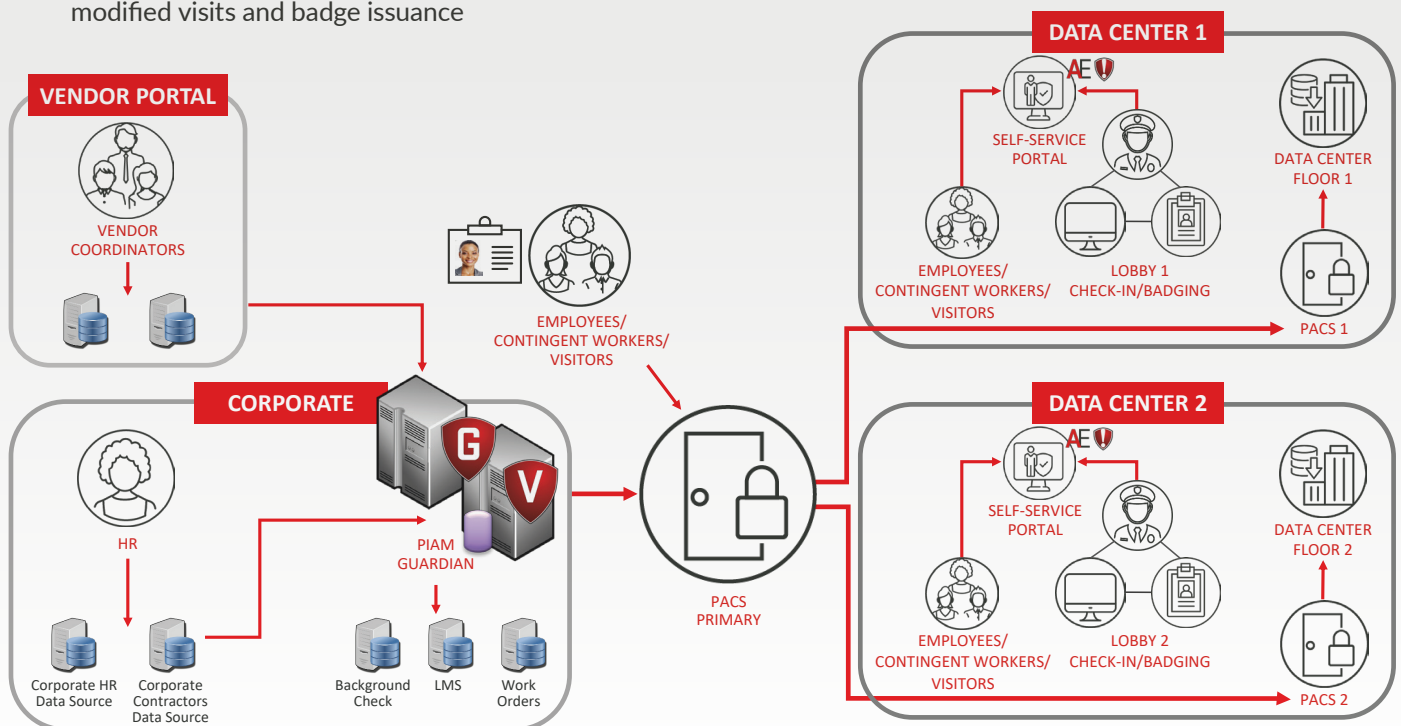 modified visits and badge issuance
VENDOR PORTAL
VENDOR
COORDINATORS
CORPORATE
HR
Corporate HR
Data Source
Corporate
Contractors
Data Source
G
V
PIAM
GUARDIAN
Background
Check
LMS
Work
Orders
EMPLOYEES/
CONTINGENT WORKERS/
VISITORS
PACS
PRIMARY
DATA CENTER 1
AE
SELF-SERVICE
PORTAL
EMPLOYEES/
CONTINGENT WORKERS/
VISITORS
LOBBY 1
CHECK-IN/BADGING
DATA CENTER
FLOOR 1
PACS 1
DATA CENTER 2
AE
SELF-SERVICE
PORTAL
EMPLOYEES/
CONTINGENT WORKERS/
VISITORS
LOBBY 2
CHECK-IN/BADGING
DATA CENTER
FLOOR 2
PACS 2